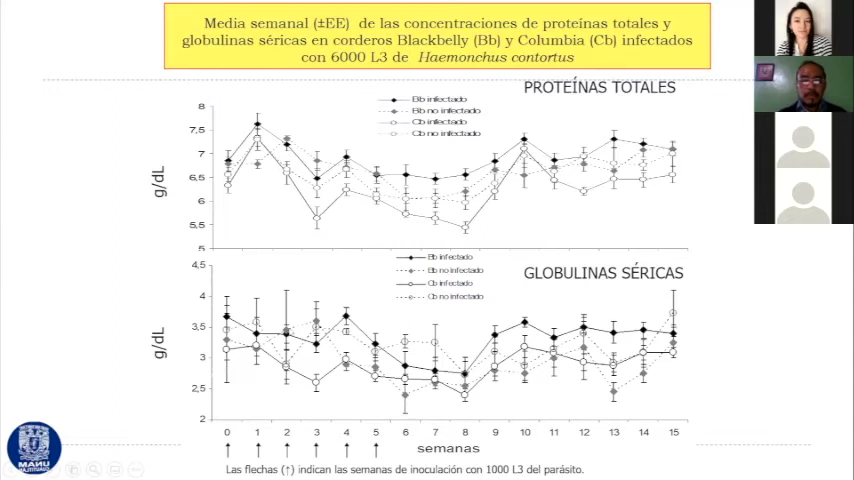 Media semanal (±EE) de las concentraciones de proteínas totales y
globulinas séricas en corderos Blackbelly (Bb) y Columbia (Cb) infectados
con 6000 L3 de Haemonchus contortus
PROTEÍNAS TOTALES
Bb infectado
Bb no infectado
Cb infectado
Cb no infectado
8
7,5
7
6,5
6
5,5
5
g/dL
GLOBULINAS SÉRICAS
Bb infectado
Bb no infectado
Cb infectado
Cb no infectado
4,5
4
3,5
3
2,5
2
g/dL
0 1 2 3 4 5 6 7 8 9 10 11 12 13 14 15
semanas
↑ ↑ ↑ ↑ ↑ ↑
Las flechas (↑) indican las semanas de inoculación con 1000 L3 del parásito.